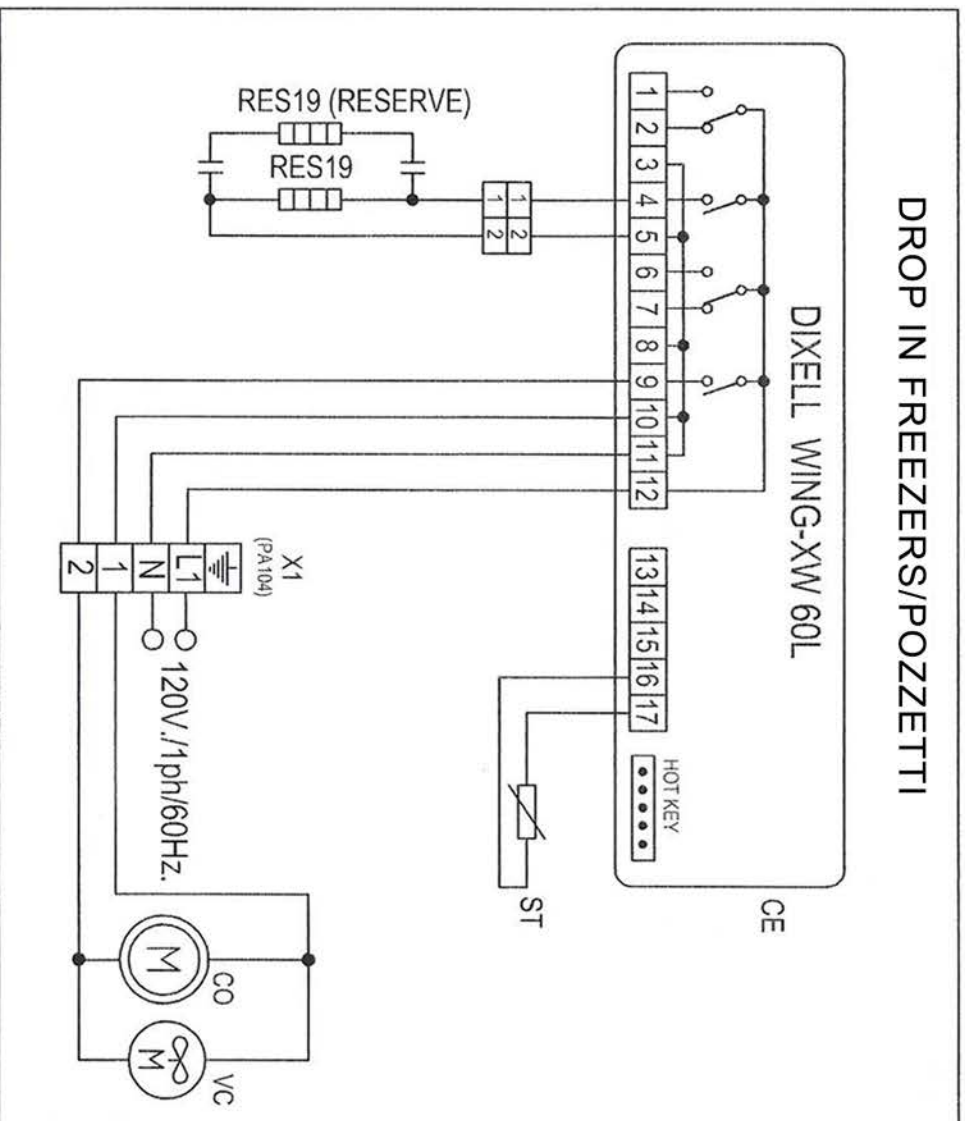 DROP IN FREEZERS/POZZETTI
DIXELL WING-XW 60L
CE
1 2 3 4 5 6 7 8 9 10 11 12
13 14 15 16 17
HOT KEY
RES19 (RESERVE)
RES19
1 1
2 2
ST
X1
(PA104)
L1
N
1
2
120V./1ph/60Hz.
M
CO
M
VC